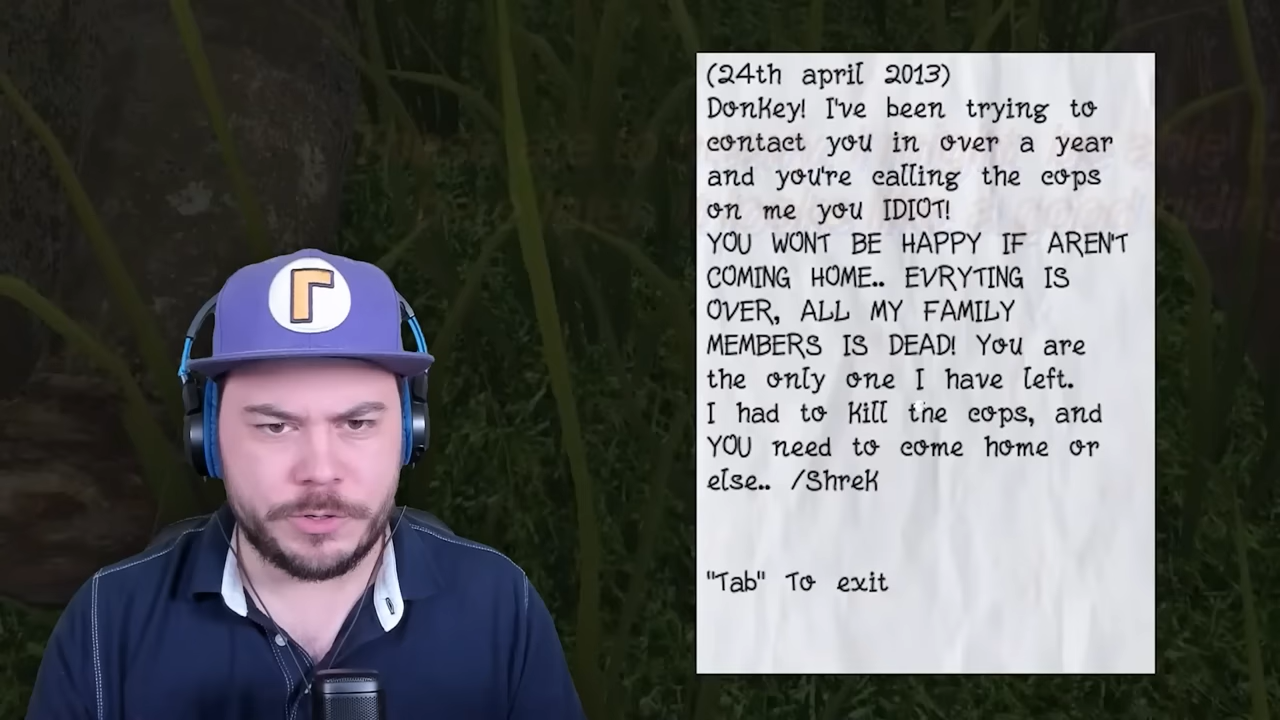 (24th april 2013)
Donkey! I've been trying to
contact you in over a year
and you're calling the cops
on me you IDIOT!
YOU WONT BE HAPPY IF AREN'T
COMING HOME.. EVRYTING IS
OVER, ALL MY FAMILY
MEMBERS IS DEAD! You are
the only one I have left.
I had to kill the cops, and
YOU need to come home or
else.. /Shrek
"Tab" To exit